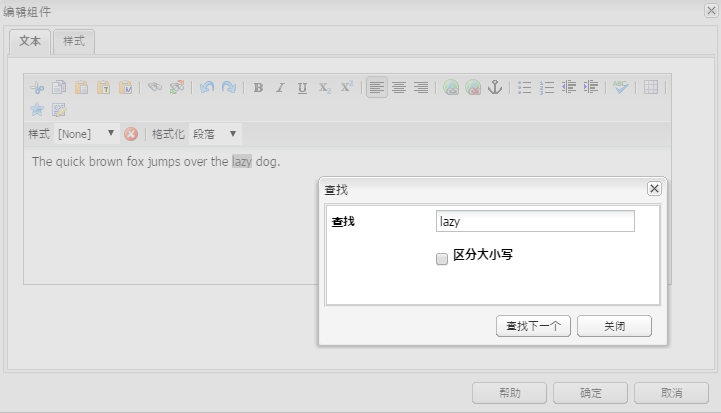 编辑组件
文本 样式
样式 [None] 格式化 段落
The quick brown fox jumps over the lazy dog.
查找
查找 lazy
区分大小写
查找下一个 关闭
帮助 确定 取消